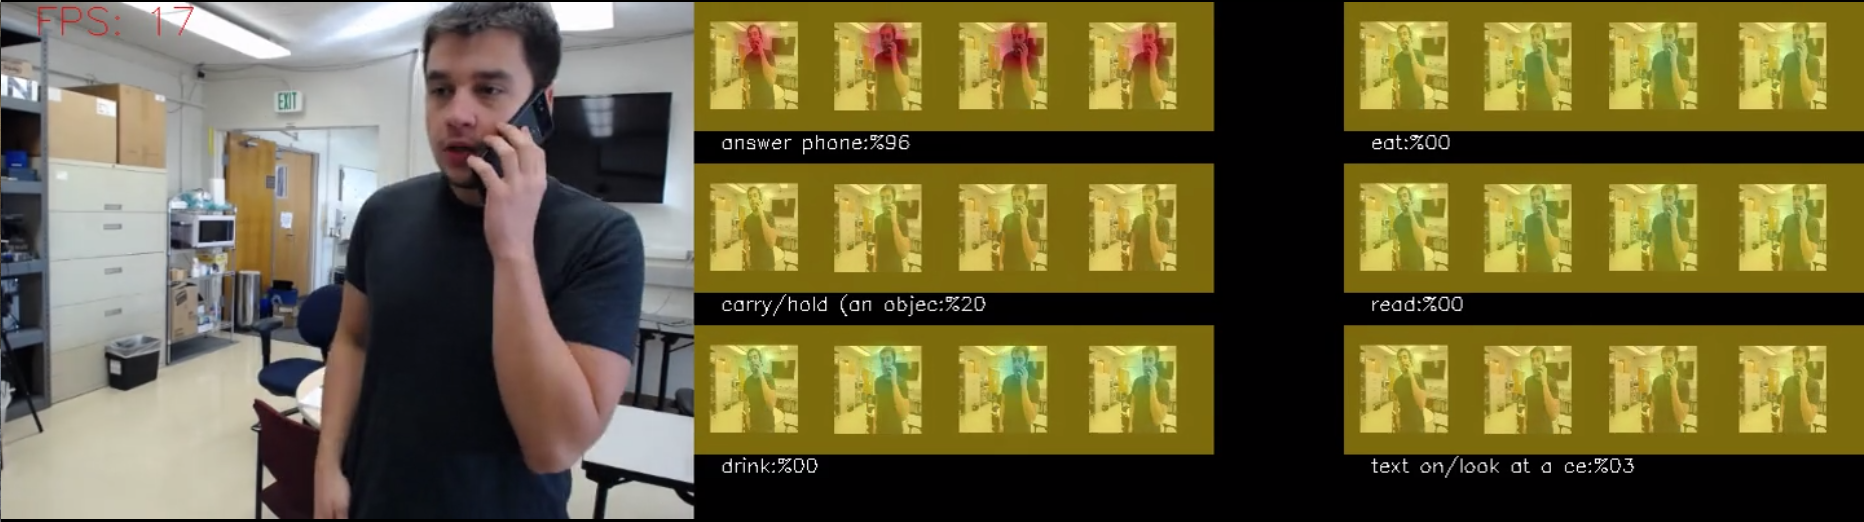 FPS: 17
EXIT
answer phone:%96
eat:%00
carry/hold (an objec:%20
read:%00
drink:%00
text on/look at a ce:%03